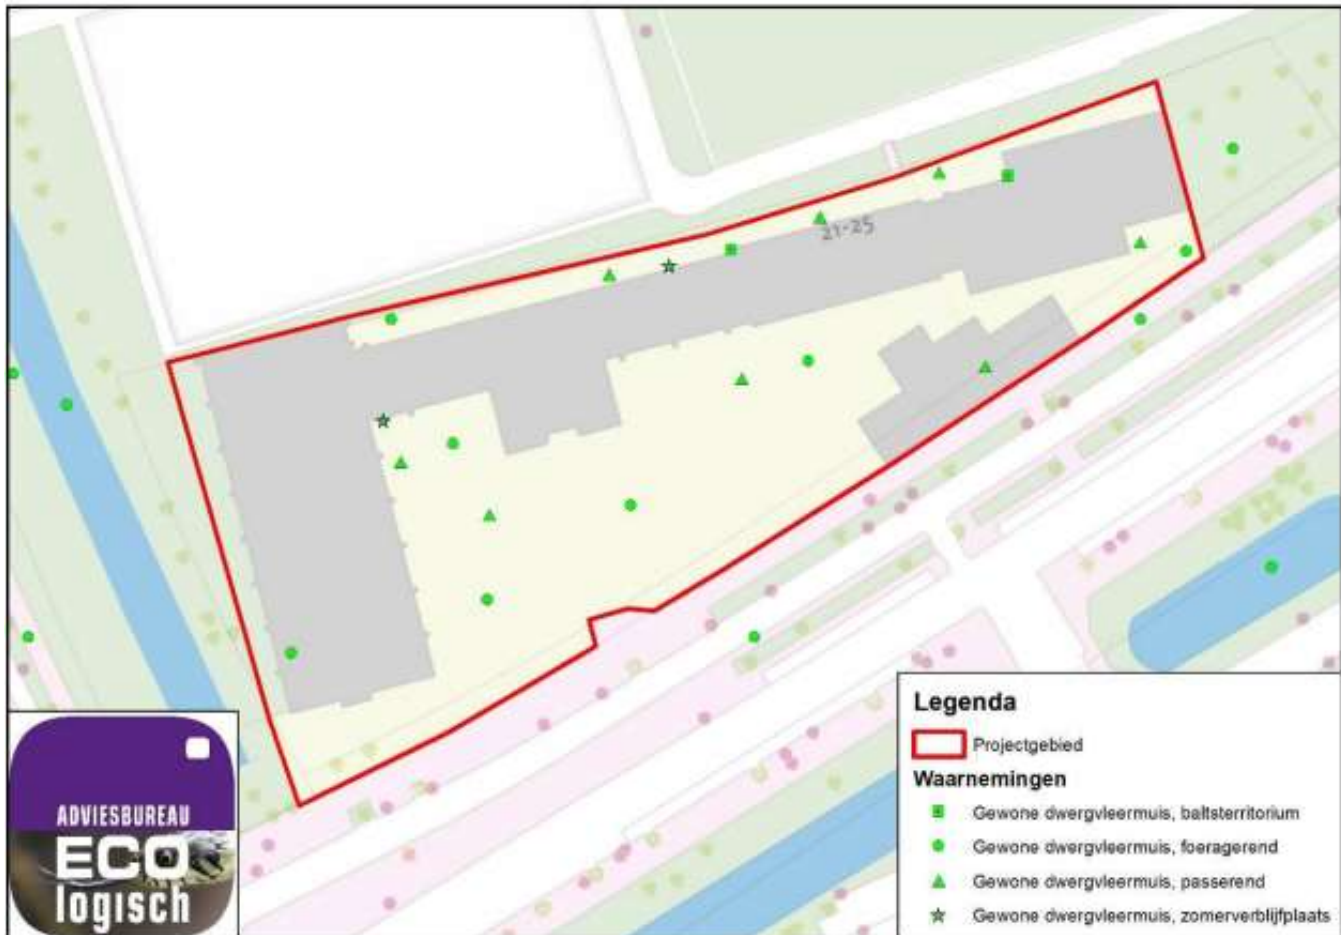 21-25
Legenda
Projectgebied
Waarnemingen
Gewone dwergvleermuis, baltsterritorium
Gewone dwergvleermuis, foeragerend
Gewone dwergvleermuis, passerend
Gewone dwergvleermuis, zomerverblijfplaats
ADVIESBUREAU
ECO
logisch